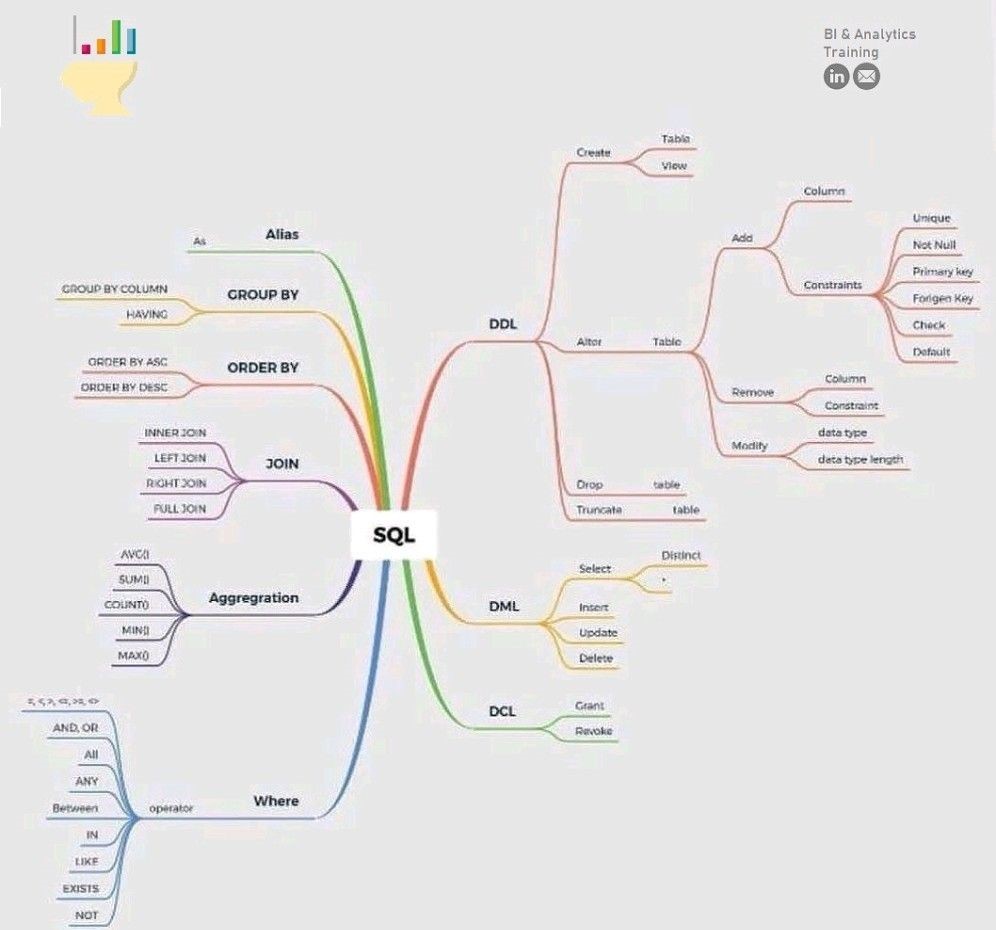 BI & Analytics
Training
in
SQL
Alias
As
GROUP BY
GROUP BY COLUMN
HAVING
ORDER BY
ORDER BY ASC
ORDER BY DESC
JOIN
INNER JOIN
LEFT JOIN
RIGHT JOIN
FULL JOIN
Aggregration
AVG()
SUM()
COUNT()
MIN()
MAX()
Where
operator
=, <, >, <=, >=, <>
AND, OR
All
ANY
Between
IN
LIKE
EXISTS
NOT
DDL
Create
Table
View
Alter
Table
Add
Column
Constraints
Unique
Not Null
Primary key
Forigen Key
Check
Default
Remove
Column
Constraint
Modify
data type
data type length
Drop
table
Truncate
table
DML
Select
Distinct
*
Insert
Update
Delete
DCL
Grant
Revoke